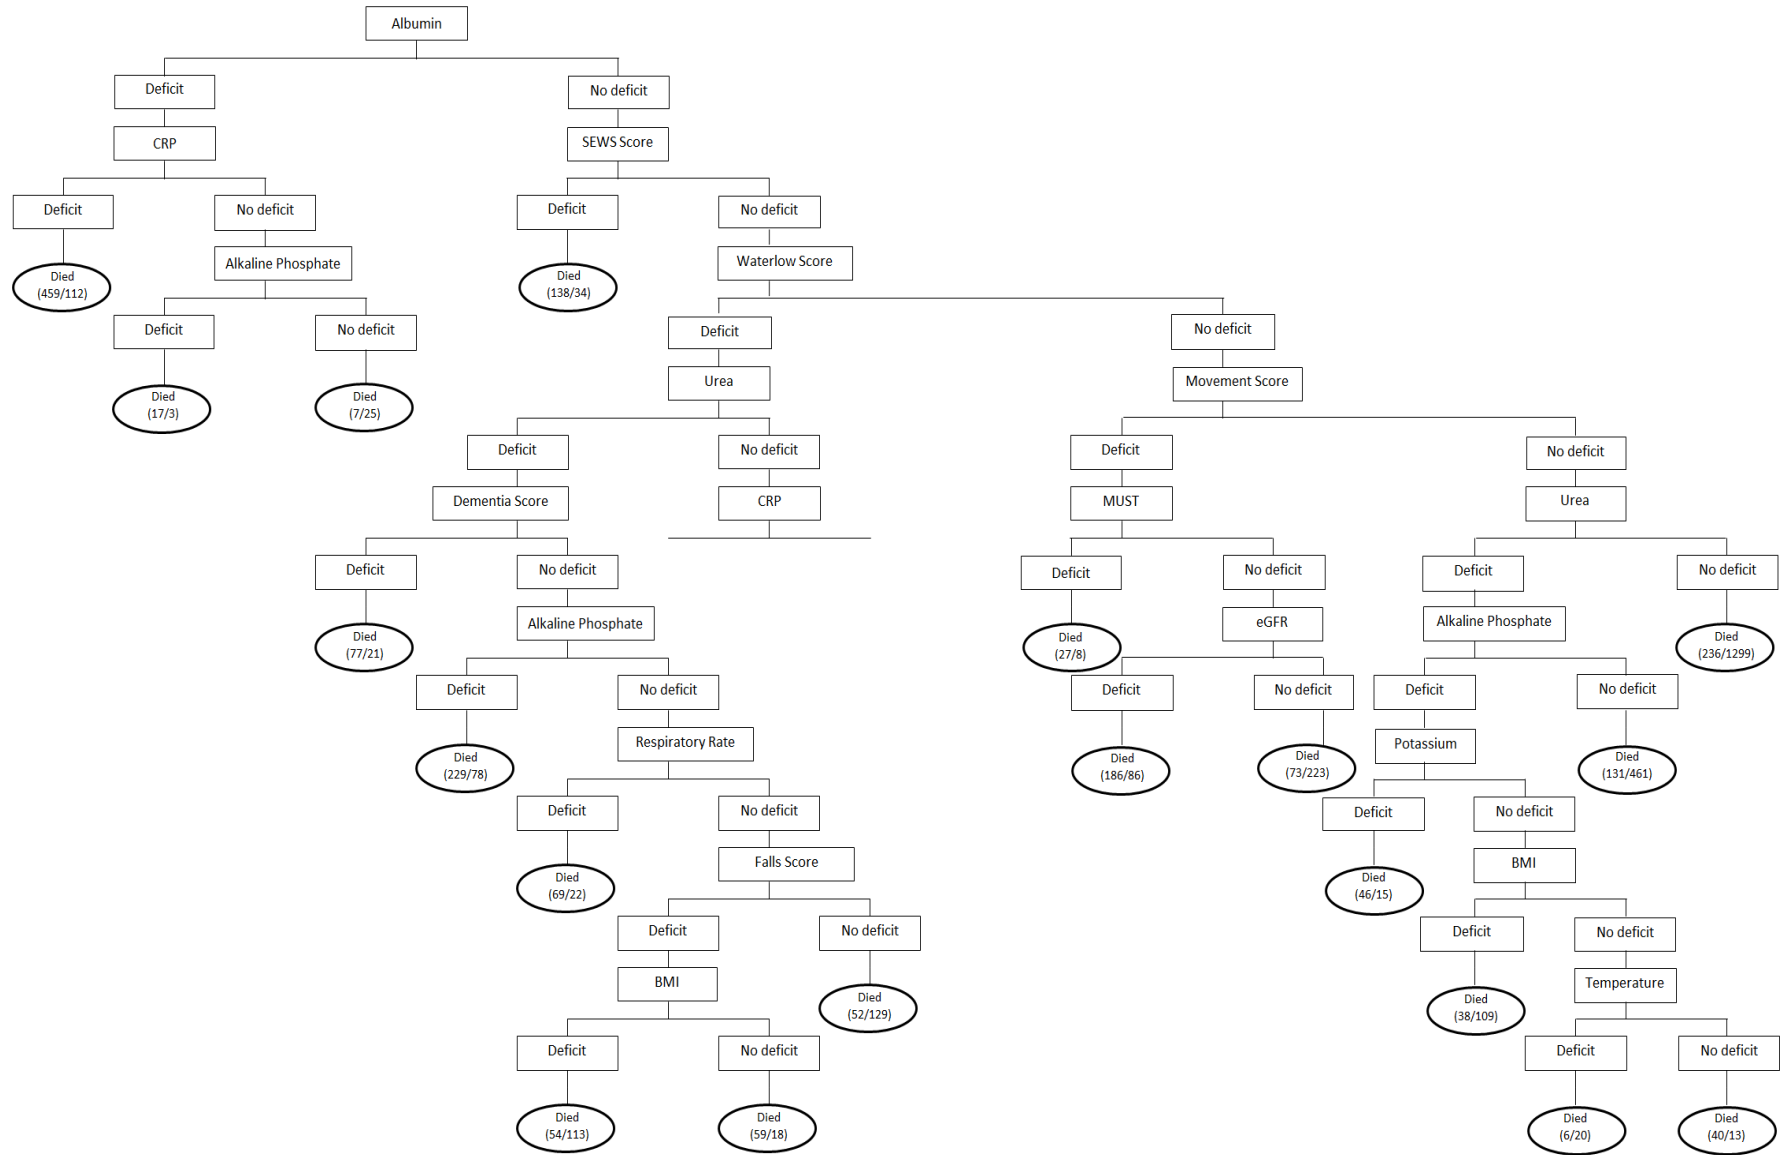 Albumin
Deficit
No deficit
CRP
SEWS Score
Deficit
No deficit
Deficit
No deficit
Alkaline Phosphate
Waterlow Score
Died
(459/112)
Died
(138/34)
Deficit
No deficit
Deficit
No deficit
Urea
Movement Score
Died
(17/3)
Died
(7/25)
Deficit
No deficit
Deficit
No deficit
Dementia Score
CRP
MUST
Urea
Deficit
No deficit
Deficit
No deficit
Deficit
No deficit
Alkaline Phosphate
eGFR
Alkaline Phosphate
Died
(77/21)
Died
(27/8)
Died
(236/1299)
Deficit
No deficit
Deficit
No deficit
Deficit
No deficit
Respiratory Rate
Potassium
Died
(229/78)
Died
(186/86)
Died
(73/223)
Died
(131/461)
Deficit
No deficit
Deficit
No deficit
Falls Score
BMI
Died
(69/22)
Died
(46/15)
Deficit
No deficit
Deficit
No deficit
BMI
Temperature
Died
(52/129)
Died
(38/109)
Deficit
No deficit
Deficit
No deficit
Died
(54/113)
Died
(59/18)
Died
(6/20)
Died
(40/13)